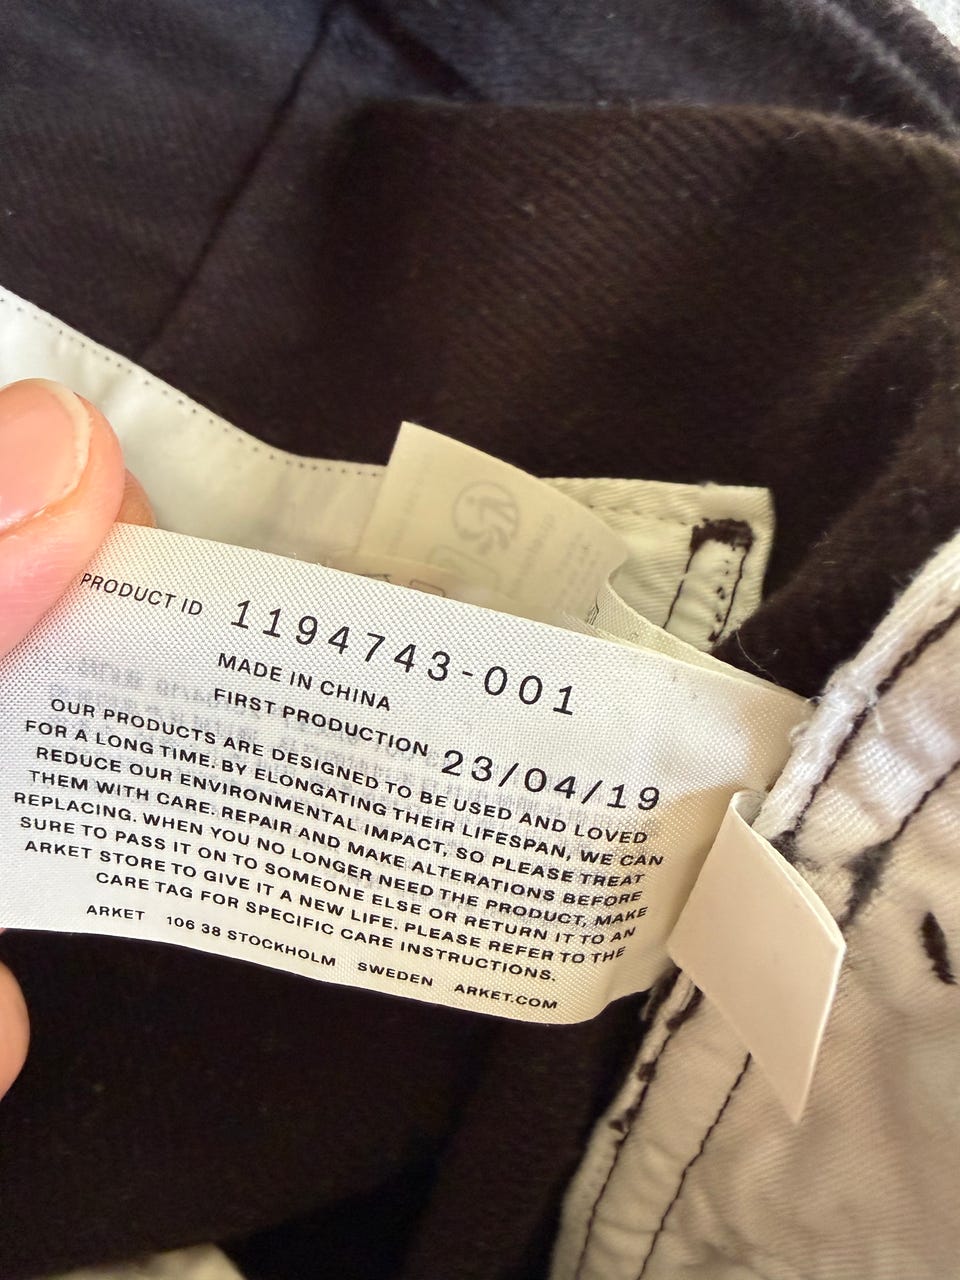 PRODUCT ID 1194743-001
MADE IN CHINA
FIRST PRODUCTION 23/04/19
OUR PRODUCTS ARE DESIGNED TO BE USED AND LOVED
FOR A LONG TIME. BY ELONGATING THEIR LIFESPAN, WE CAN
REDUCE OUR ENVIRONMENTAL IMPACT, SO PLEASE TREAT
THEM WITH CARE. REPAIR AND MAKE ALTERATIONS BEFORE
REPLACING. WHEN YOU NO LONGER NEED THE PRODUCT, MAKE
SURE TO PASS IT ON TO SOMEONE ELSE OR RETURN IT TO AN
ARKET STORE TO GIVE IT A NEW LIFE. PLEASE REFER TO THE
CARE TAG FOR SPECIFIC CARE INSTRUCTIONS.
ARKET 106 38 STOCKHOLM SWEDEN ARKET.COM